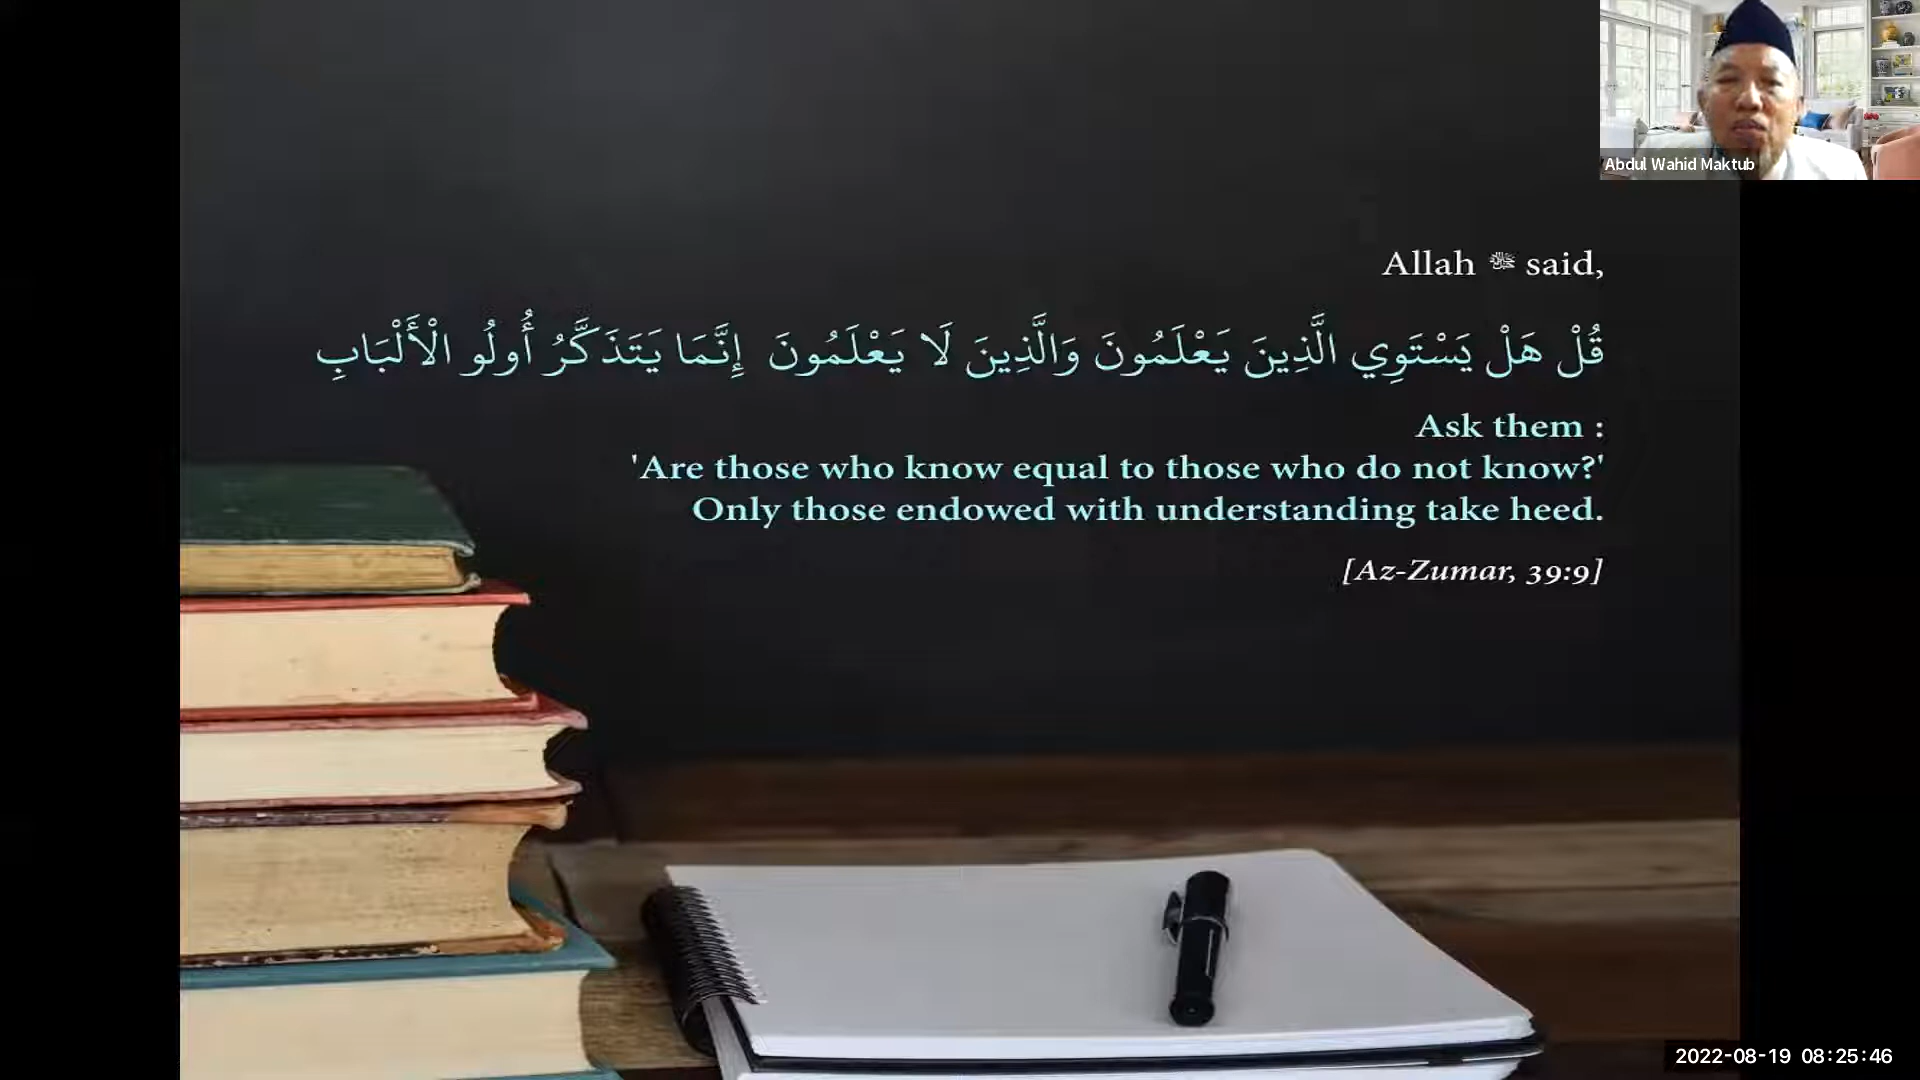 Abdul Wahid Maktub
Allah ﷻ said,
قُلْ هَلْ يَسْتَوِي الَّذِينَ يَعْلَمُونَ وَالَّذِينَ لَا يَعْلَمُونَ إِنَّمَا يَتَذَكَّرُ أُولُو الْأَلْبَابِ
Ask them :
'Are those who know equal to those who do not know?'
Only those endowed with understanding take heed.
[Az-Zumar, 39:9]
2022-08-19 08:25:46